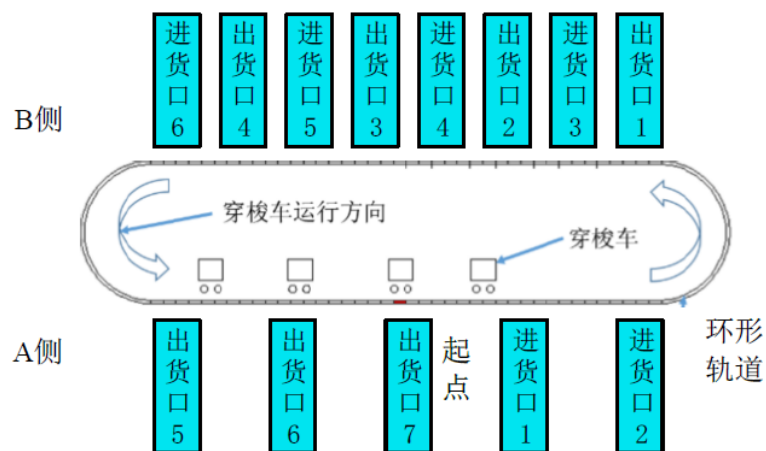 进货口6
出货口4
进货口5
出货口3
进货口4
出货口2
进货口3
出货口1
B侧
穿梭车运行方向
穿梭车
A侧
出货口5
出货口6
出货口7
起点
进货口1
进货口2
环形
轨道